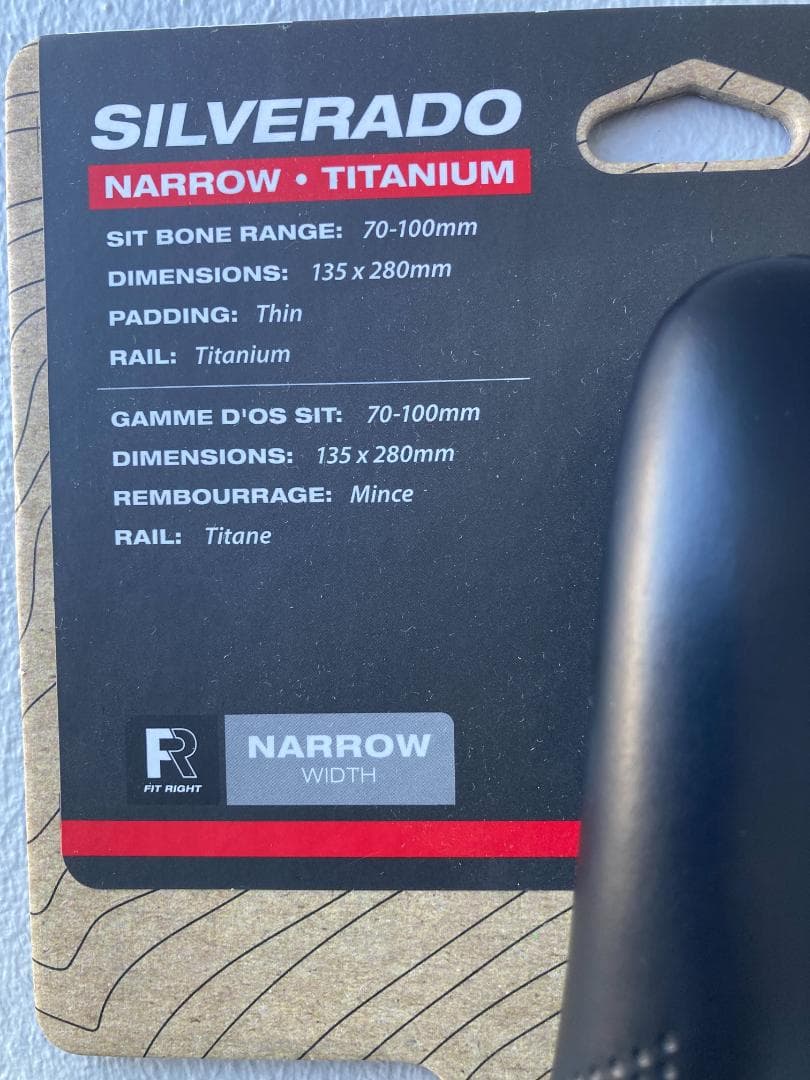 SILVERADO
NARROW • TITANIUM
SIT BONE RANGE: 70-100mm
DIMENSIONS: 135 x 280mm
PADDING: Thin
RAIL: Titanium
GAMME D'OS SIT: 70-100mm
DIMENSIONS: 135 x 280mm
REMBOURRAGE: Mince
RAIL: Titane
FR
FIT RIGHT
NARROW
WIDTH